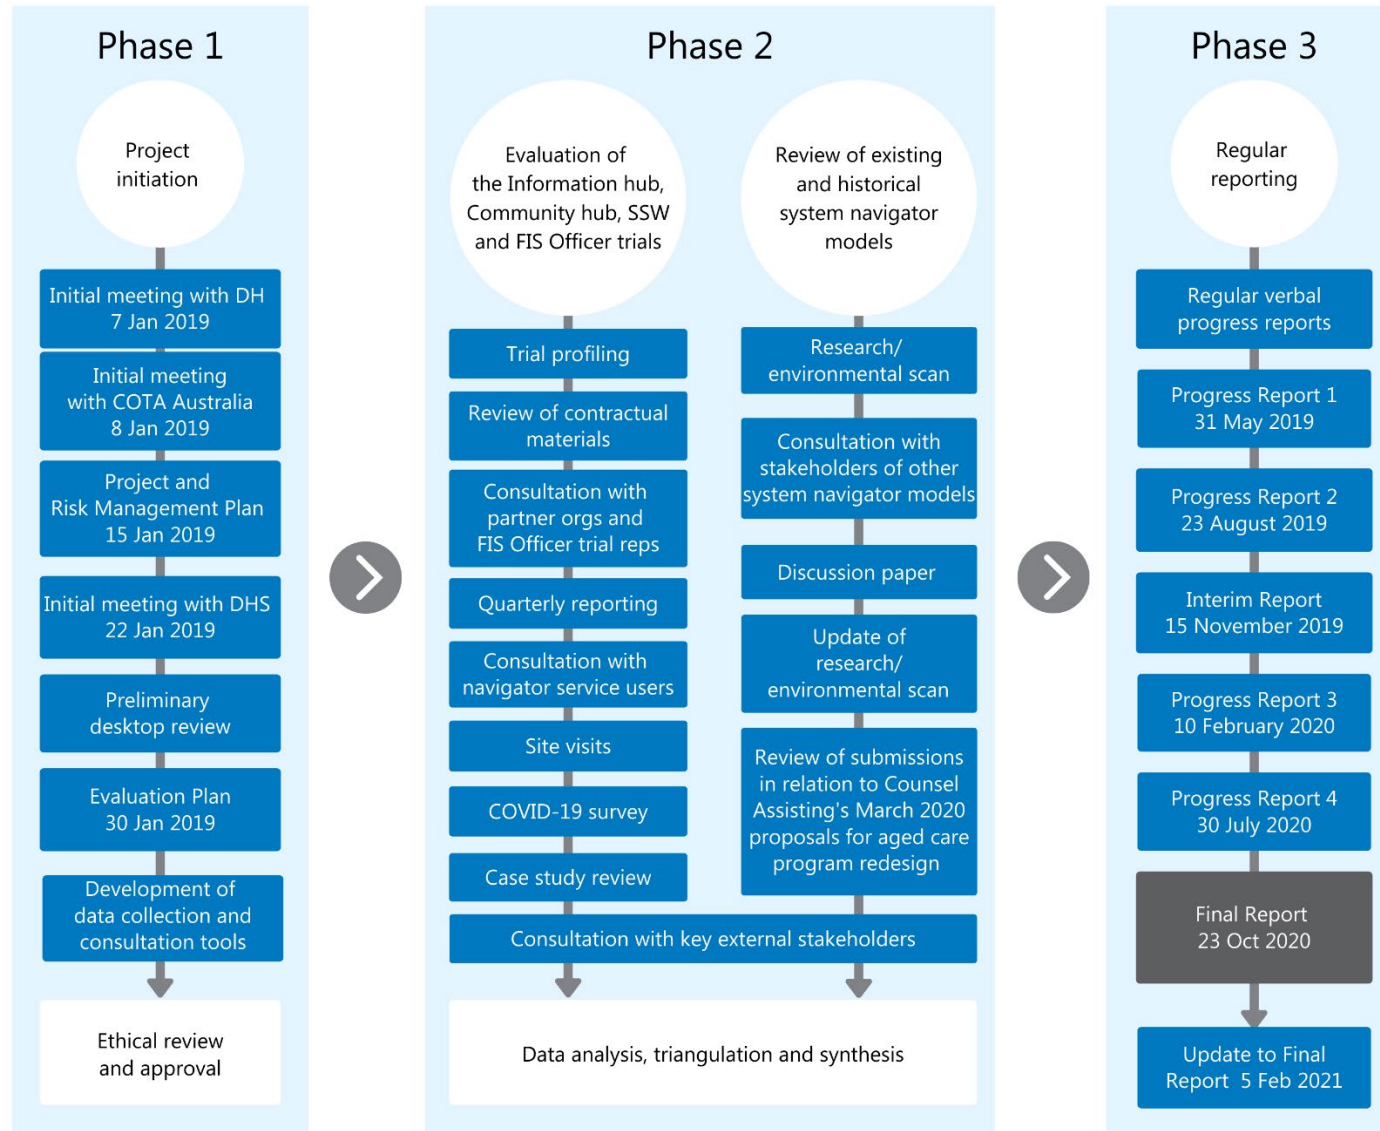 Phase 1
Project
initiation
Initial meeting with DH
7 Jan 2019
Initial meeting
with COTA Australia
8 Jan 2019
Project and
Risk Management Plan
15 Jan 2019
Initial meeting with DHS
22 Jan 2019
Preliminary
desktop review
Evaluation Plan
30 Jan 2019
Development of
data collection and
consultation tools
Ethical review
and approval
Phase 2
Evaluation of
the Information hub,
Community hub, SSW
and FIS Officer trials
Trial profiling
Review of contractual
materials
Consultation with
partner orgs and
FIS Officer trial reps
Quarterly reporting
Consultation with
navigator service users
Site visits
COVID-19 survey
Case study review
Review of existing
and historical
system navigator
models
Research/
environmental scan
Consultation with
stakeholders of other
system navigator models
Discussion paper
Update of
research/
environmental scan
Review of submissions
in relation to Counsel
Assisting's March 2020
proposals for aged care
program redesign
Consultation with key external stakeholders
Data analysis, triangulation and synthesis
Phase 3
Regular
reporting
Regular verbal
progress reports
Progress Report 1
31 May 2019
Progress Report 2
23 August 2019
Interim Report
15 November 2019
Progress Report 3
10 February 2020
Progress Report 4
30 July 2020
Final Report
23 Oct 2020
Update to Final
Report 5 Feb 2021